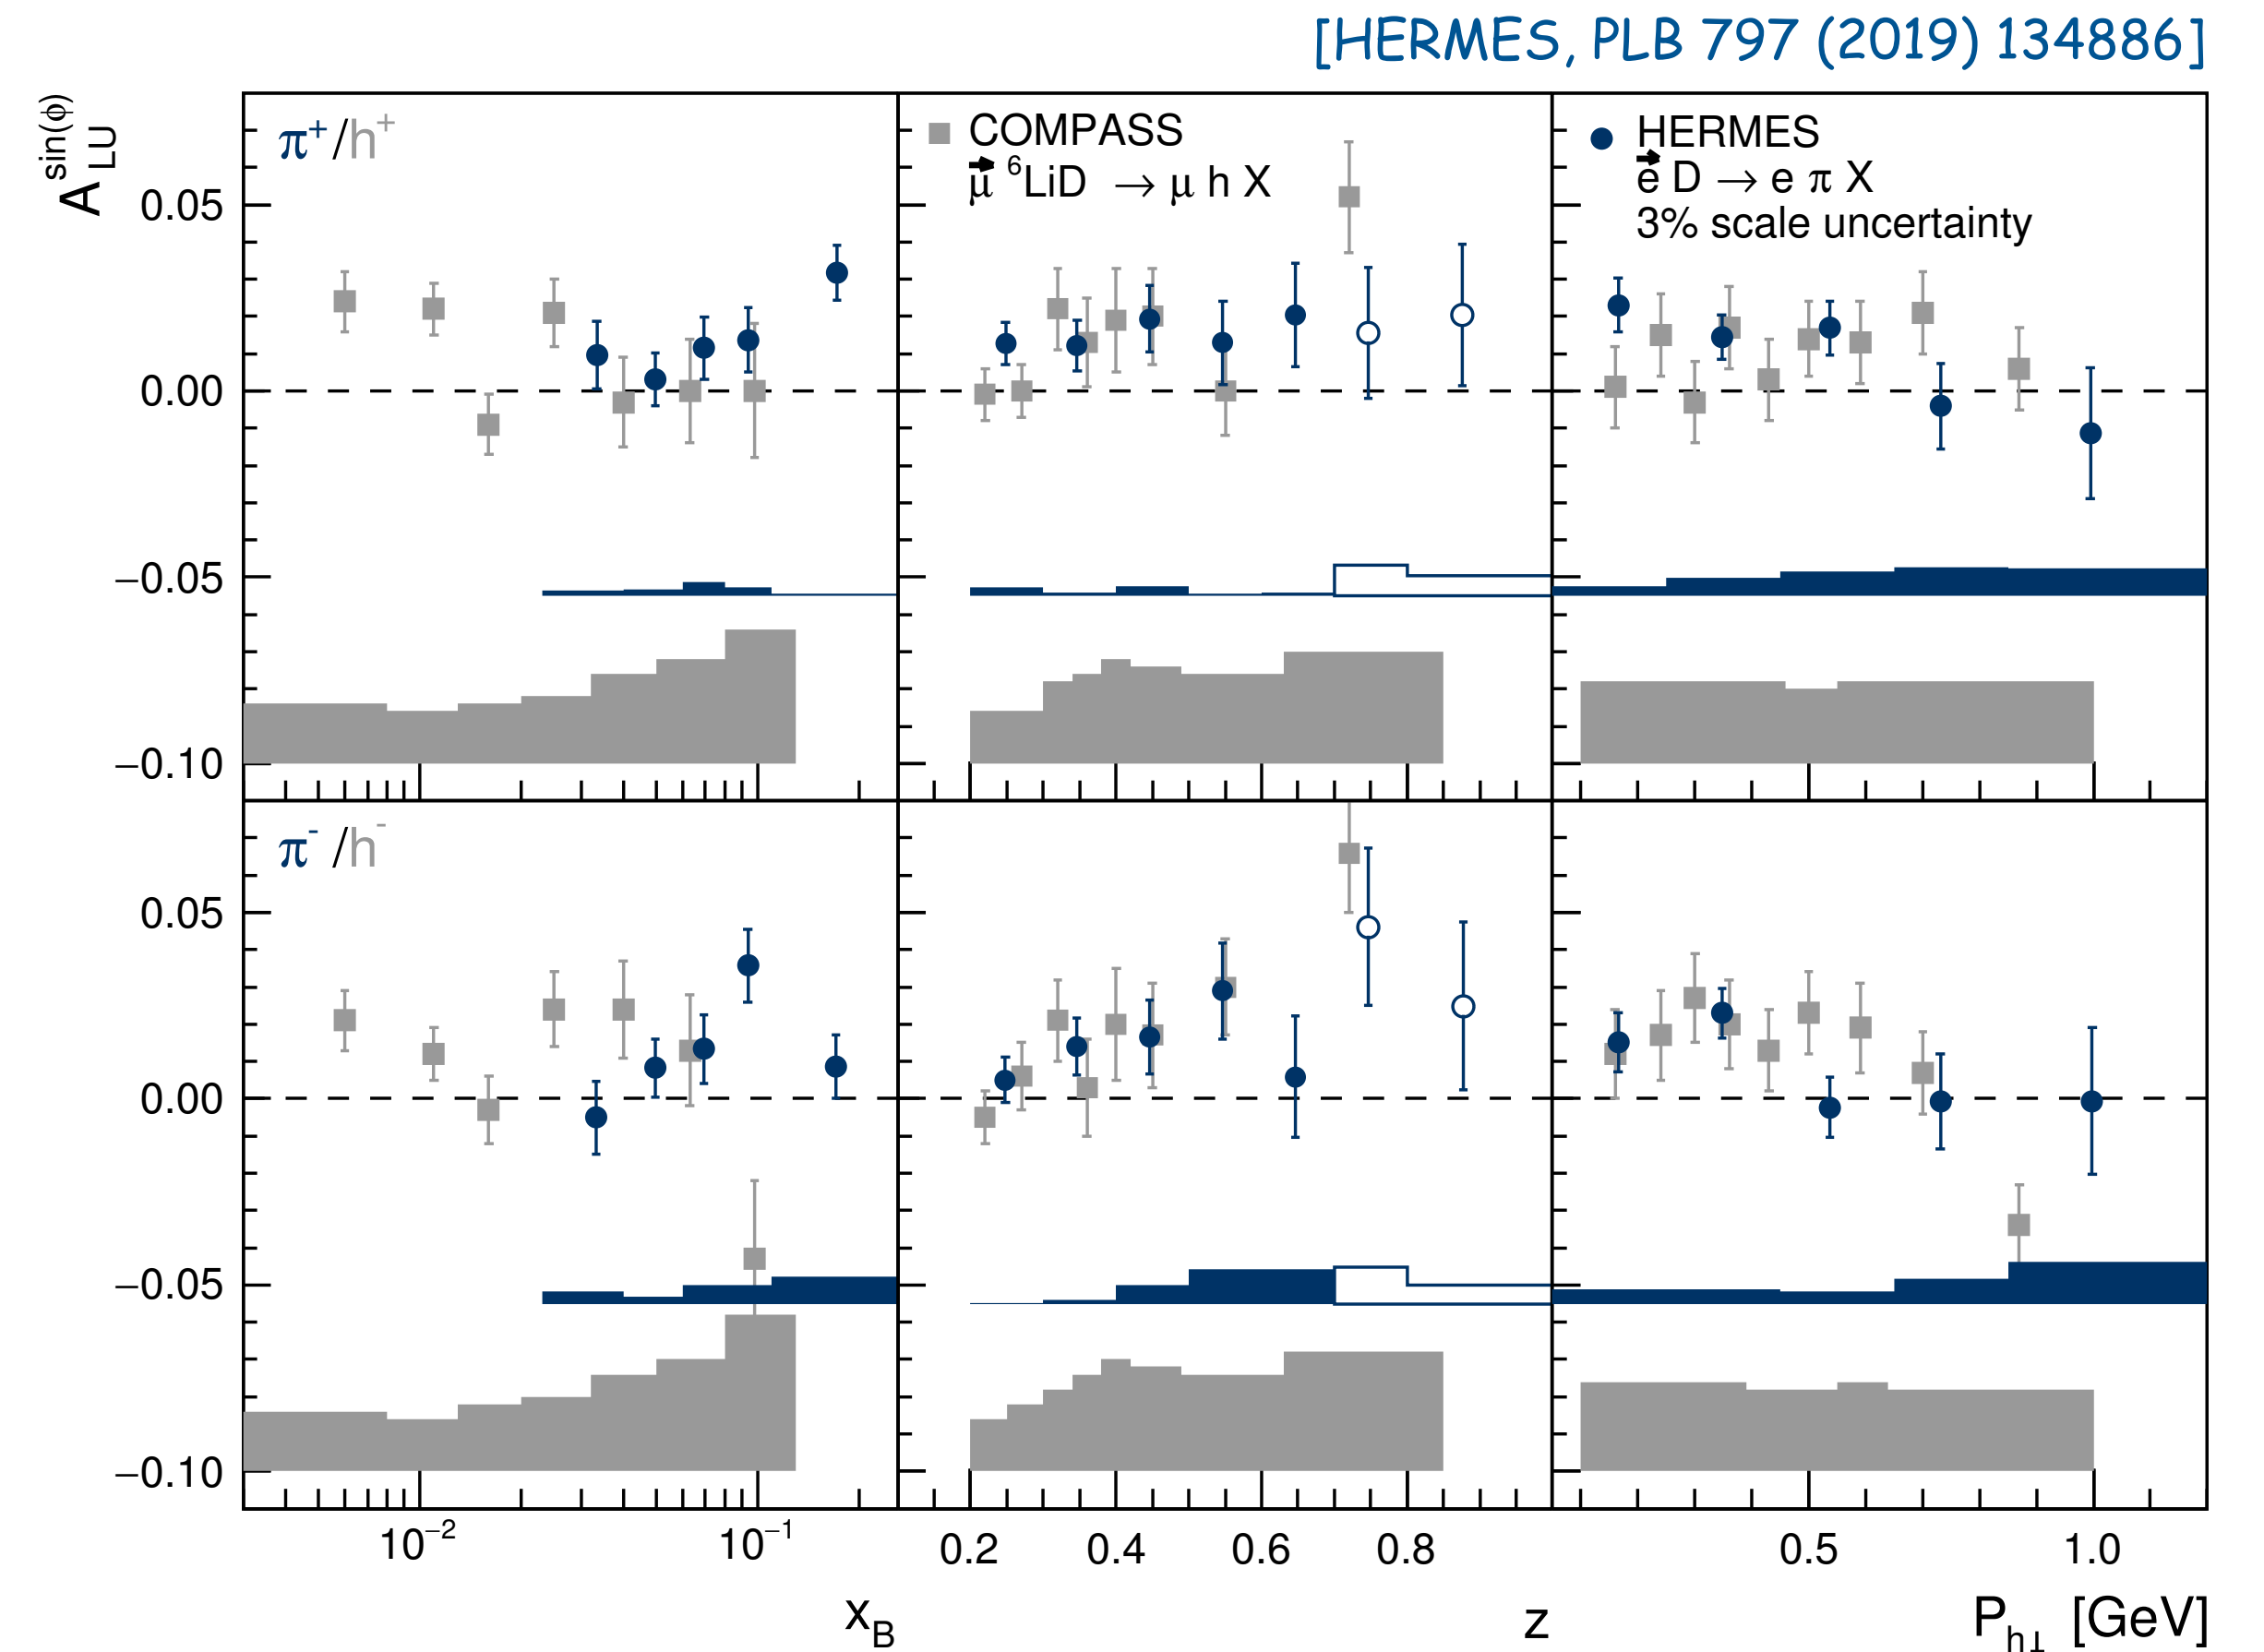 [HERMES, PLB 797 (2019) 134886]
A_LU^sin(ϕ)
π⁺/h⁺
COMPASS
μ⃗ ⁶LiD → μ h X
HERMES
e⃗ D → e π X
3% scale uncertainty
0.05
0.00
−0.05
−0.10
π⁻/h⁻
0.05
0.00
−0.05
−0.10
10⁻² 10⁻¹ 0.2 0.4 0.6 0.8 0.5 1.0
x_B z P_h⊥ [GeV]